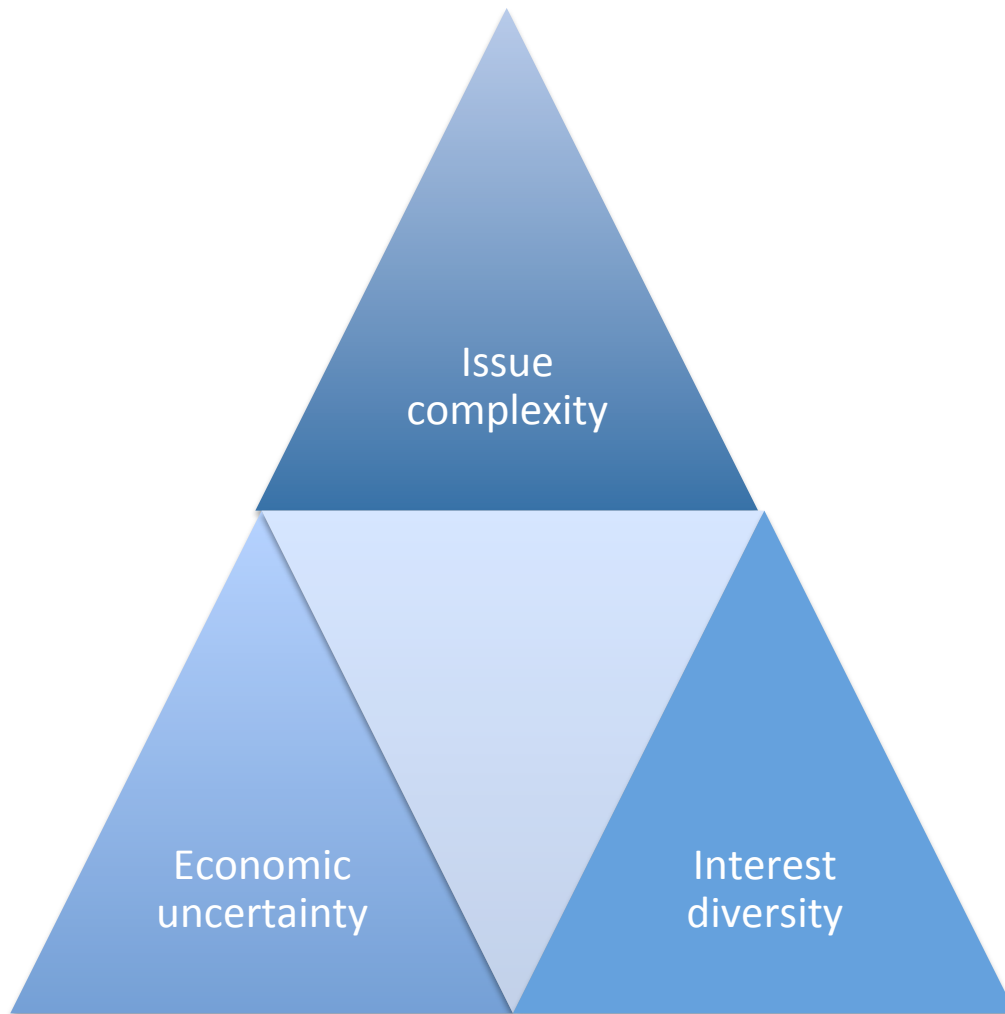 Issue
complexity
Economic
uncertainty
Interest
diversity